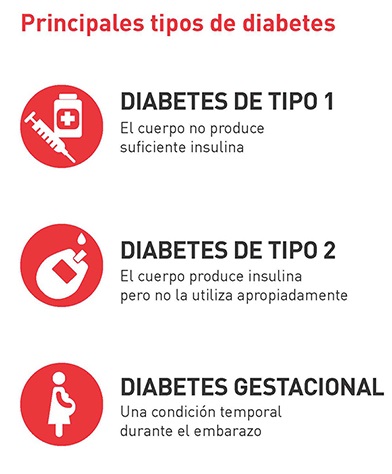 Principales tipos de diabetes
DIABETES DE TIPO 1
El cuerpo no produce
suficiente insulina
DIABETES DE TIPO 2
El cuerpo produce insulina
pero no la utiliza apropiadamente
DIABETES GESTACIONAL
Una condición temporal
durante el embarazo